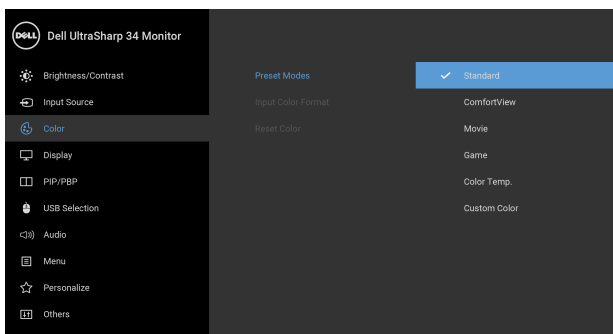 DELL Dell UltraSharp 34 Monitor
Brightness/Contrast Preset Modes Standard
Input Source Input Color Format ComfortView
Color Reset Color Movie
Display Game
PIP/PBP Color Temp.
USB Selection Custom Color
Audio
Menu
Personalize
Others